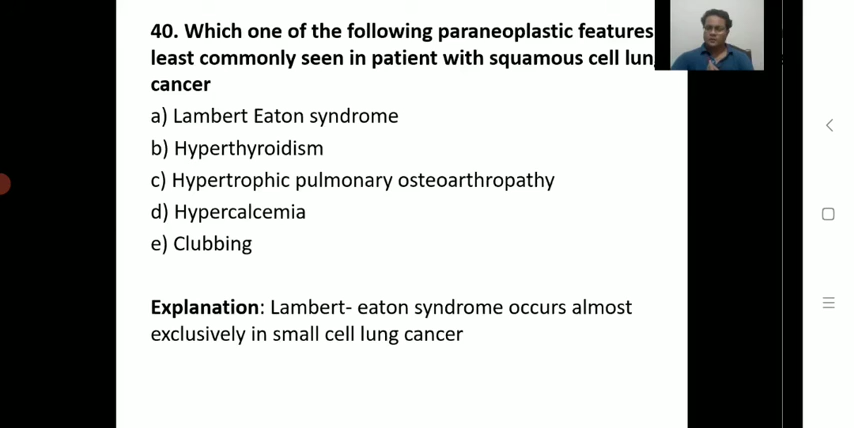 40. Which one of the following paraneoplastic features
least commonly seen in patient with squamous cell
cancer
a) Lambert Eaton syndrome
b) Hyperthyroidism
c) Hypertrophic pulmonary osteoarthropathy
d) Hypercalcemia
e) Clubbing
Explanation: Lambert- eaton syndrome occurs almost
exclusively in small cell lung cancer